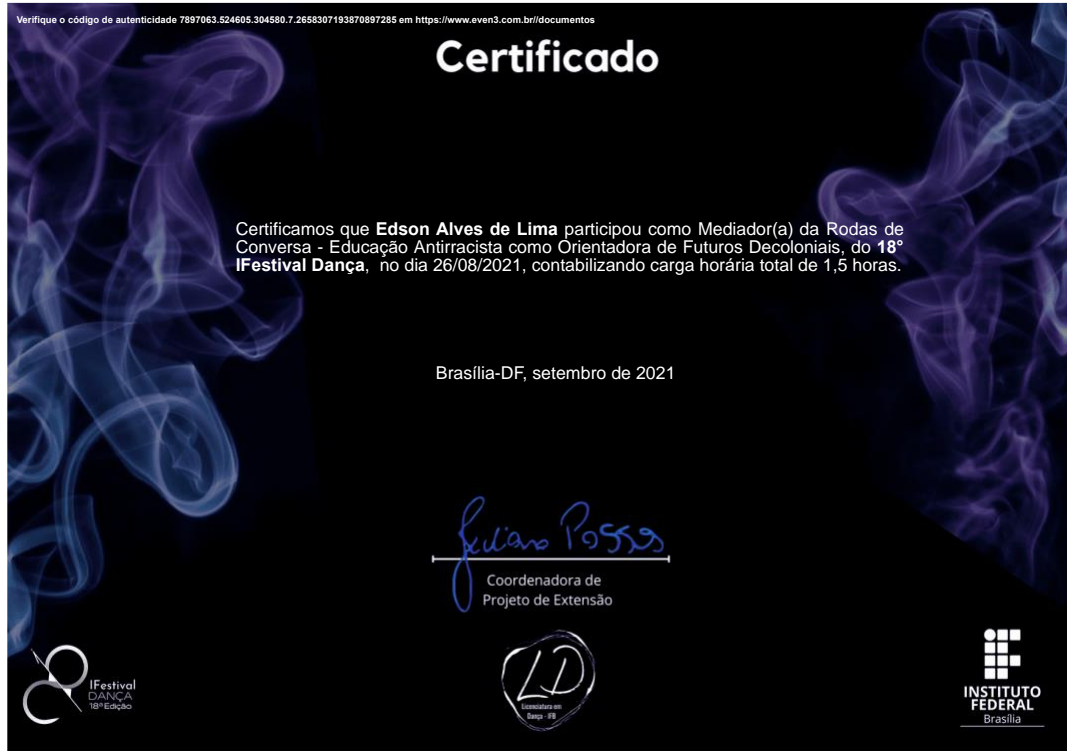 Verifique o código de autenticidade 7897063.524605.304580.7.2658307193870897285 em https://www.even3.com.br//documentos
Certificado
Certificamos que Edson Alves de Lima participou como Mediador(a) da Rodas de
Conversa - Educação Antirracista como Orientadora de Futuros Decoloniais, do 18°
IFestival Dança, no dia 26/08/2021, contabilizando carga horária total de 1,5 horas.
Brasília-DF, setembro de 2021
Coordenadora de
Projeto de Extensão
IFestival
DANÇA
18ª Edição
LD
Licenciatura em
Dança - IFB
INSTITUTO
FEDERAL
Brasília